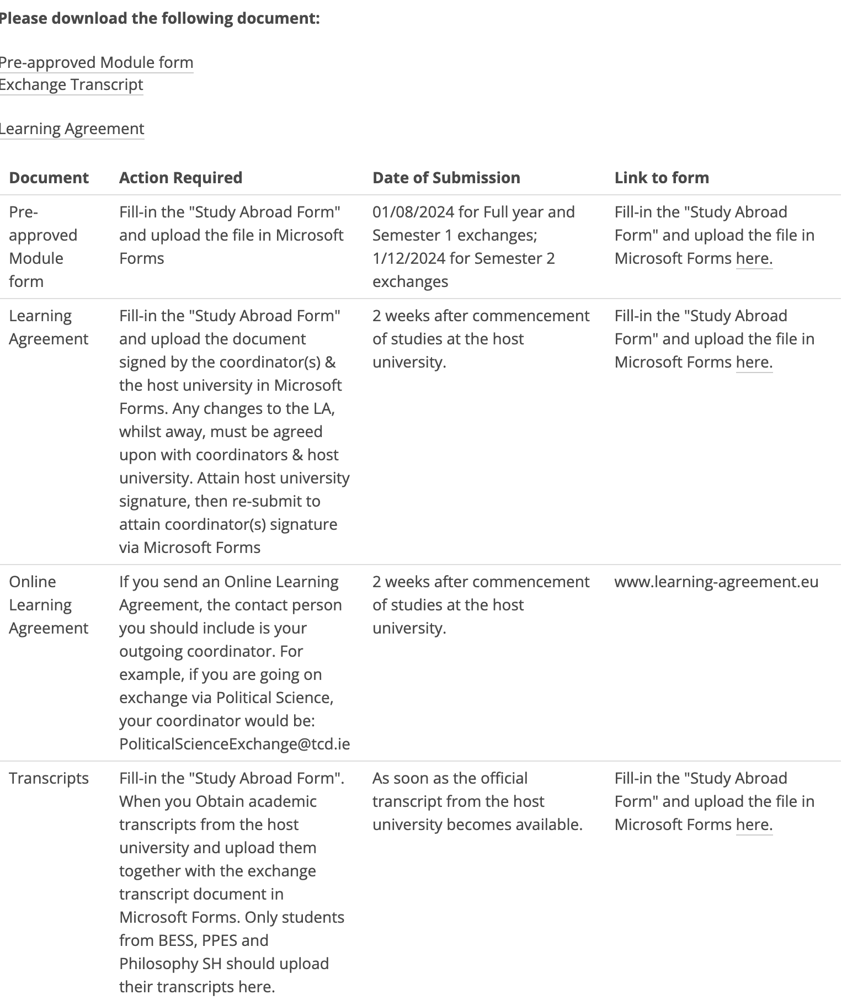 Please download the following document:
Pre-approved Module form
Exchange Transcript
Learning Agreement
Document Action Required Date of Submission Link to form
Pre-
approved
Module
form
Fill-in the "Study Abroad Form"
and upload the file in Microsoft
Forms
01/08/2024 for Full year and
Semester 1 exchanges;
1/12/2024 for Semester 2
exchanges
Fill-in the "Study Abroad
Form" and upload the file in
Microsoft Forms here.
Learning
Agreement
Fill-in the "Study Abroad Form"
and upload the document
signed by the coordinator(s) &
the host university in Microsoft
Forms. Any changes to the LA,
whilst away, must be agreed
upon with coordinators & host
university. Attain host university
signature, then re-submit to
attain coordinator(s) signature
via Microsoft Forms
2 weeks after commencement
of studies at the host
university.
Fill-in the "Study Abroad
Form" and upload the file in
Microsoft Forms here.
Online
Learning
Agreement
If you send an Online Learning
Agreement, the contact person
you should include is your
outgoing coordinator. For
example, if you are going on
exchange via Political Science,
your coordinator would be:
PoliticalScienceExchange@tcd.ie
2 weeks after commencement
of studies at the host
university.
www.learning-agreement.eu
Transcripts
Fill-in the "Study Abroad Form".
When you Obtain academic
transcripts from the host
university and upload them
together with the exchange
transcript document in
Microsoft Forms. Only students
from BESS, PPES and
Philosophy SH should upload
their transcripts here.
As soon as the official
transcript from the host
university becomes available.
Fill-in the "Study Abroad
Form" and upload the file in
Microsoft Forms here.